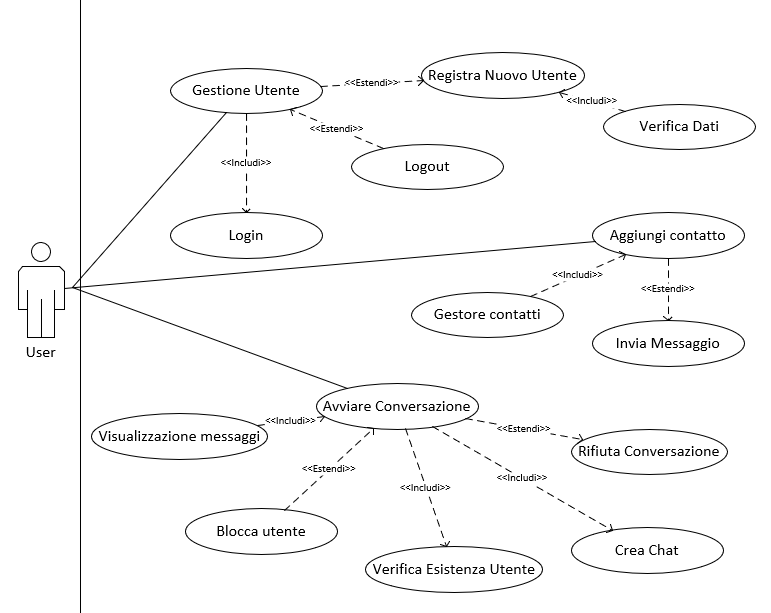 Registra Nuovo Utente
<<Estendi>>
Gestione Utente
<<Includi>>
Verifica Dati
<<Estendi>>
<<Includi>>
Logout
Login
Aggiungi contatto
<<Includi>>
<<Estendi>>
Gestore contatti
Invia Messaggio
User
Avviare Conversazione
<<Includi>>
<<Estendi>>
Visualizzazione messaggi
Rifiuta Conversazione
<<Estendi>>
<<Includi>>
<<Includi>>
Blocca utente
Crea Chat
Verifica Esistenza Utente